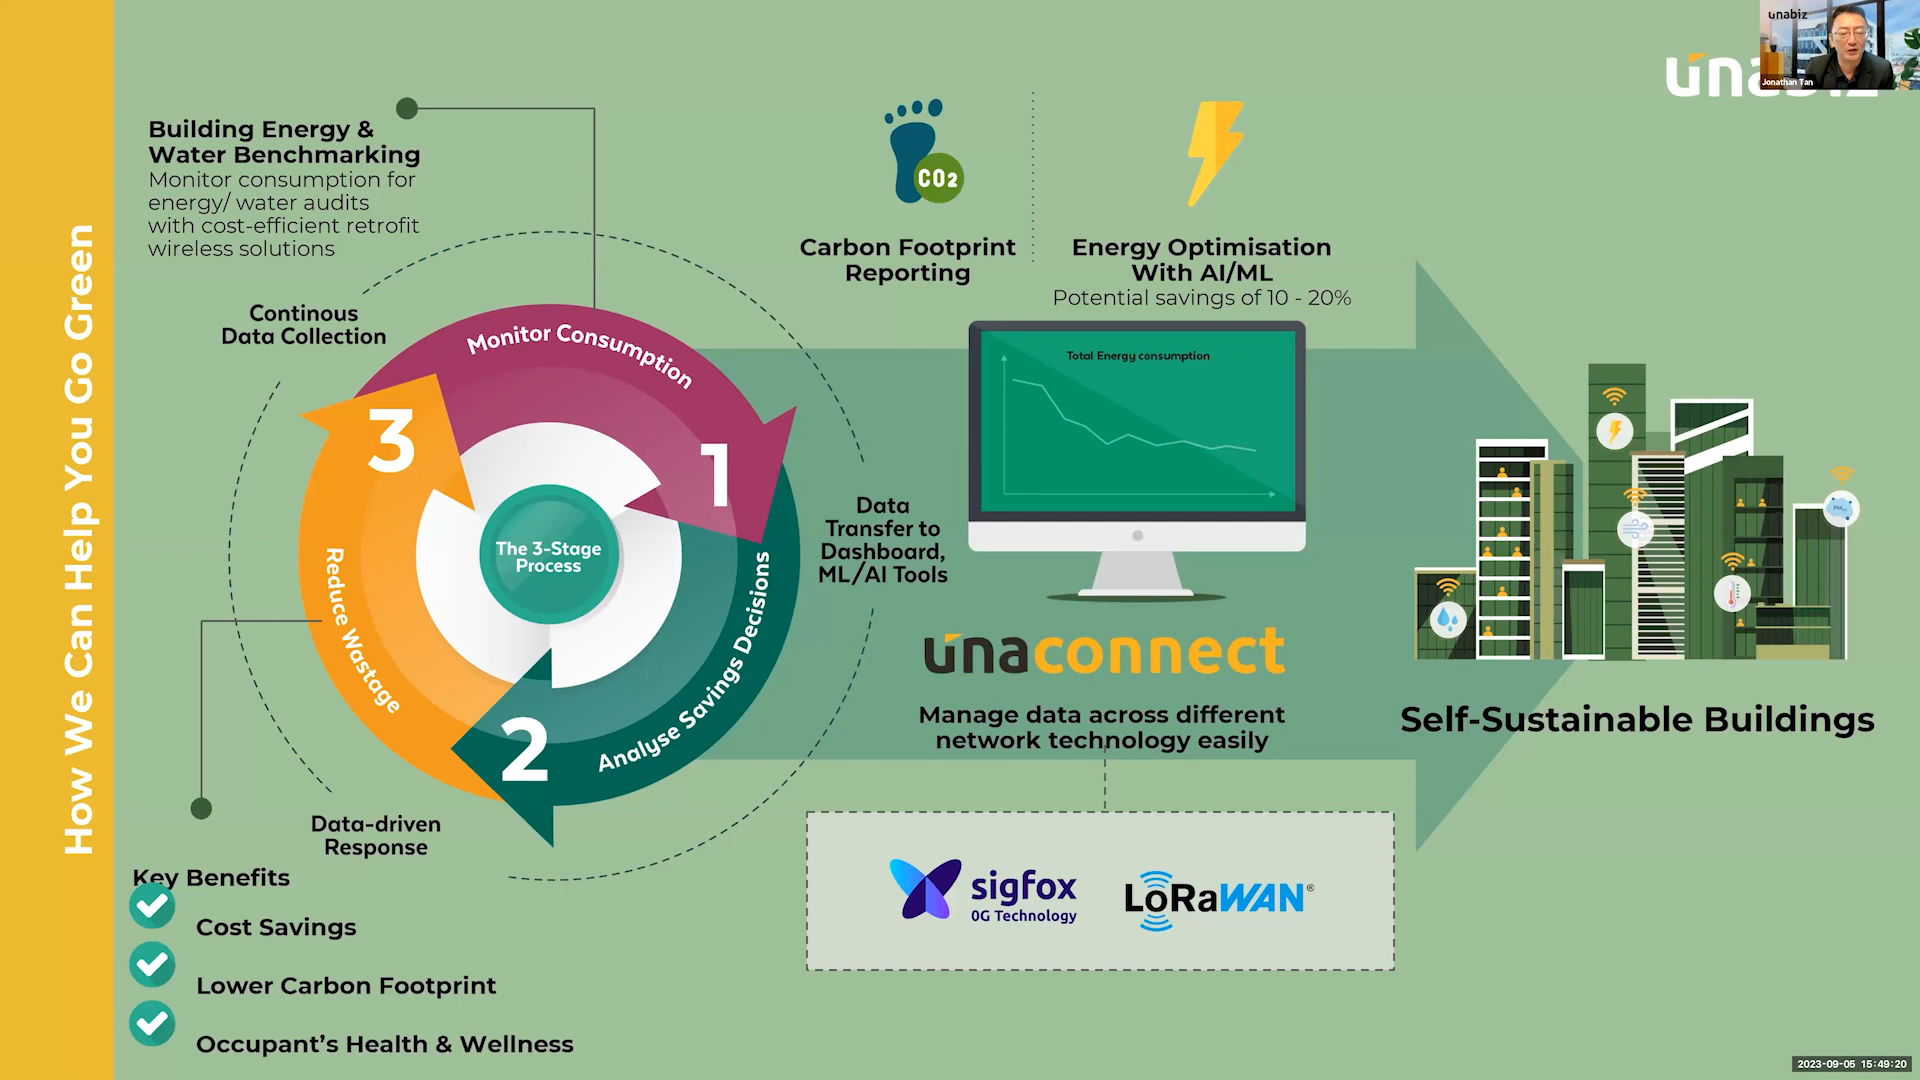 How We Can Help You Go Green
Building Energy &
Water Benchmarking
Monitor consumption for
energy/ water audits
with cost-efficient retrofit
wireless solutions
Continous
Data Collection
Monitor Consumption
1
Analyse Savings Decisions
2
Reduce Wastage
3
The 3-Stage
Process
Data
Transfer to
Dashboard,
ML/AI Tools
Data-driven
Response
Key Benefits
Cost Savings
Lower Carbon Footprint
Occupant's Health & Wellness
CO2
Carbon Footprint
Reporting
Energy Optimisation
With AI/ML
Potential savings of 10 - 20%
Total Energy consumption
unaconnect
Manage data across different
network technology easily
sigfox
0G Technology
LoRaWAN®
Self-Sustainable Buildings
unabiz
Jonathan Tan
2023-09-05 15:49:20